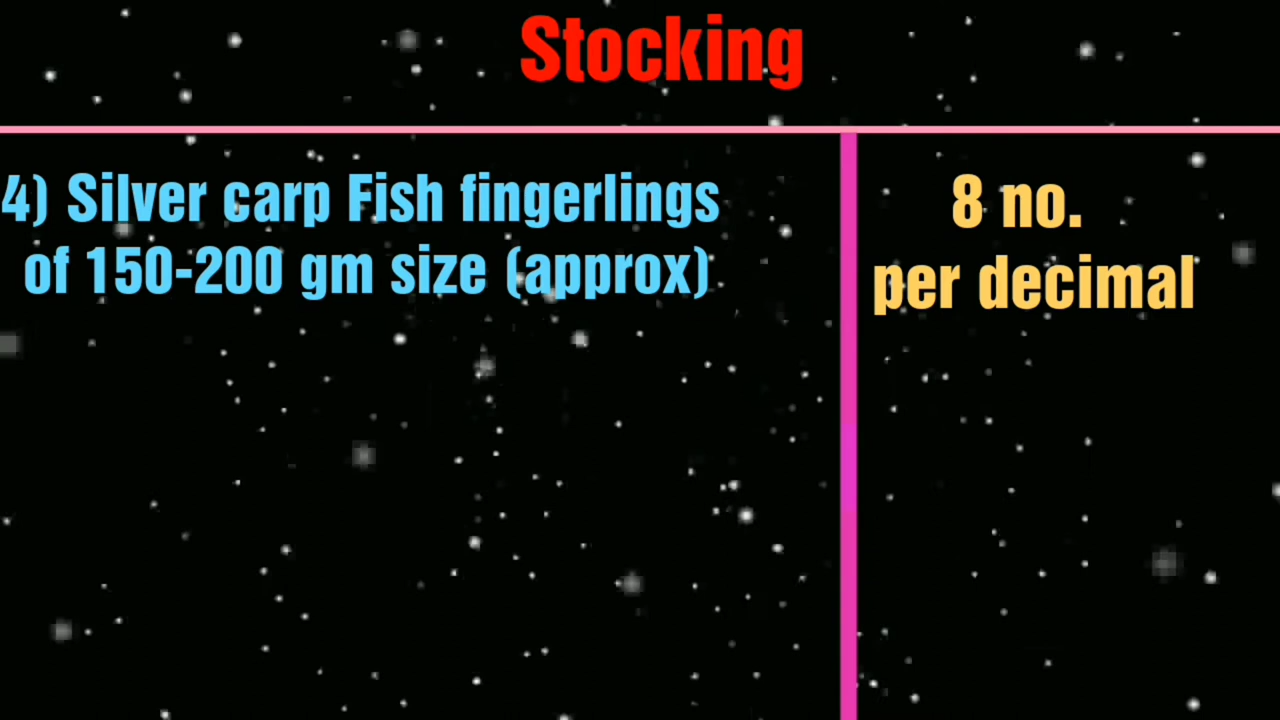 Stocking
4) Silver carp Fish fingerlings
of 150-200 gm size (approx)
8 no.
per decimal